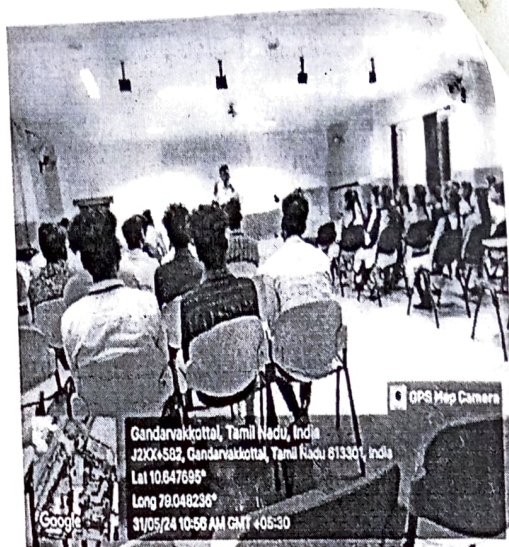 GPS Map Camera
Gandarvakkottai, Tamil Nadu, India
J2XX+5B2, Gandarvakkottai, Tamil Nadu 613301, India
Lat 10.647695°
Long 79.048236°
31/05/24 10:56 AM GMT +05:30
Google